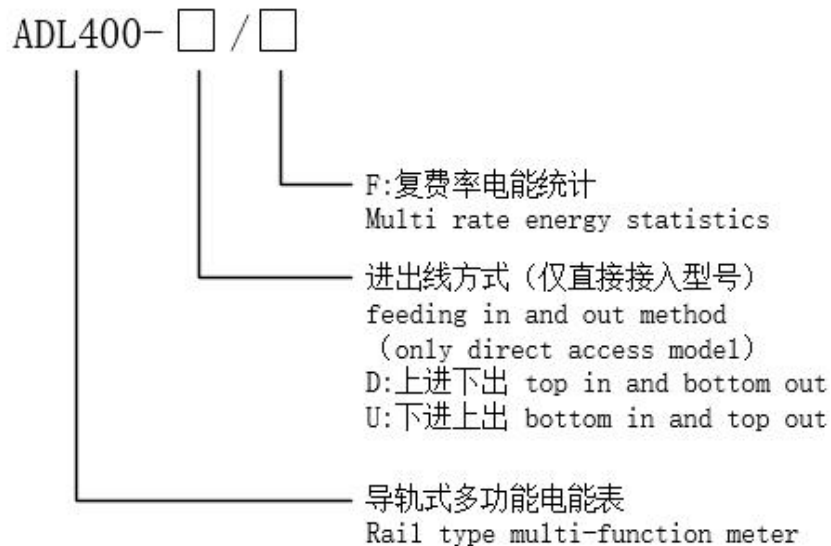 ADL400-□/□
F:复费率电能统计
Multi rate energy statistics
进出线方式（仅直接接入型号）
feeding in and out method
（only direct access model）
D:上进下出 top in and bottom out
U:下进上出 bottom in and top out
导轨式多功能电能表
Rail type multi-function meter